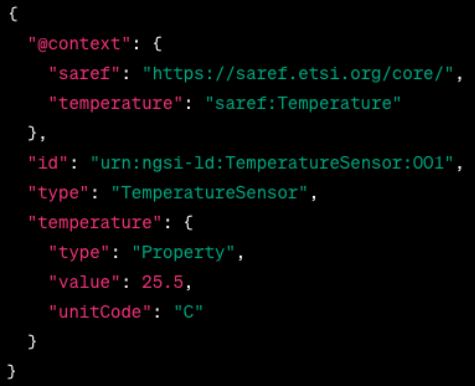 {
  "@context": {
    "saref": "https://saref.etsi.org/core/",
    "temperature": "saref:Temperature"
  },
  "id": "urn:ngsi-ld:TemperatureSensor:001",
  "type": "TemperatureSensor",
  "temperature": {
    "type": "Property",
    "value": 25.5,
    "unitCode": "C"
  }
}